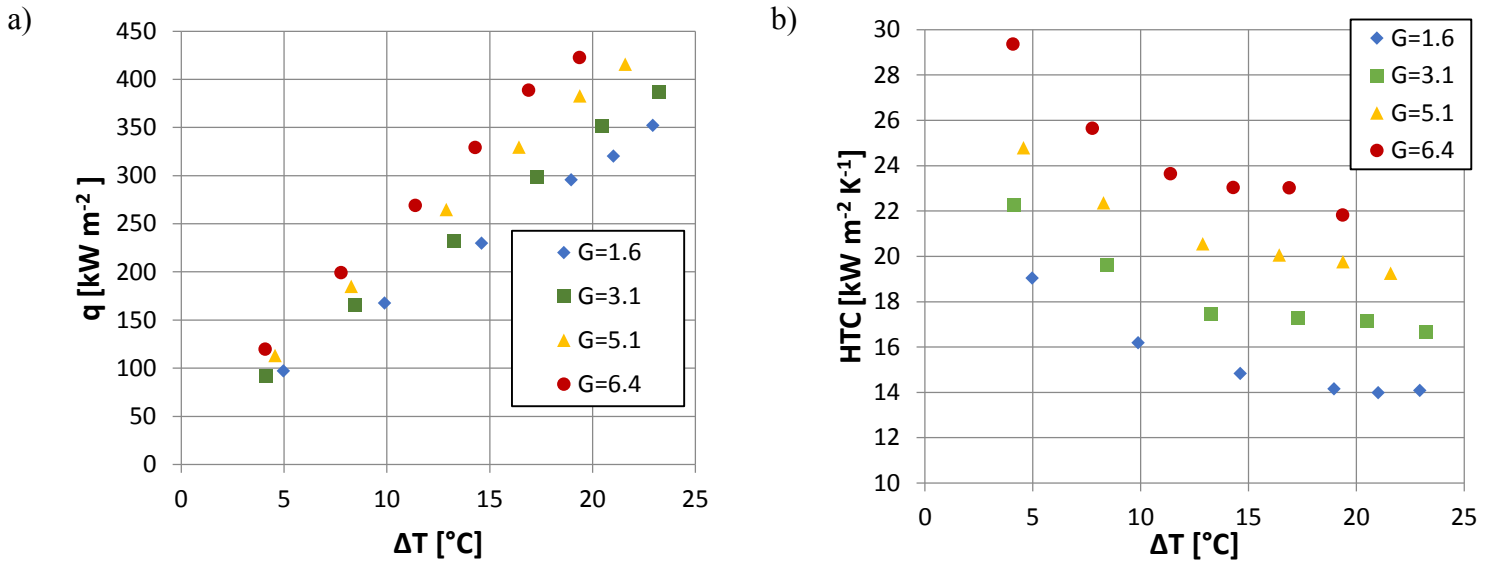 a)
450
400
350
300
250
200
150
100
50
0
q [kW m⁻²]
0 5 10 15 20 25
ΔT [°C]
G=1.6
G=3.1
G=5.1
G=6.4
b)
30
28
26
24
22
20
18
16
14
12
10
HTC [kW m⁻² K⁻¹]
0 5 10 15 20 25
ΔT [°C]
G=1.6
G=3.1
G=5.1
G=6.4